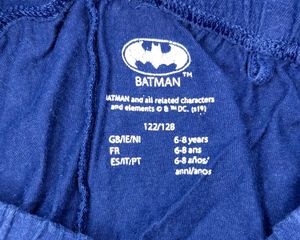 BATMAN™
BATMAN and all related characters
and elements © & ™ DC. (s19)
122/128
GB/IE/NI 6-8 years
FR 6-8 ans
ES/IT/PT 6-8 años/
anni/anos